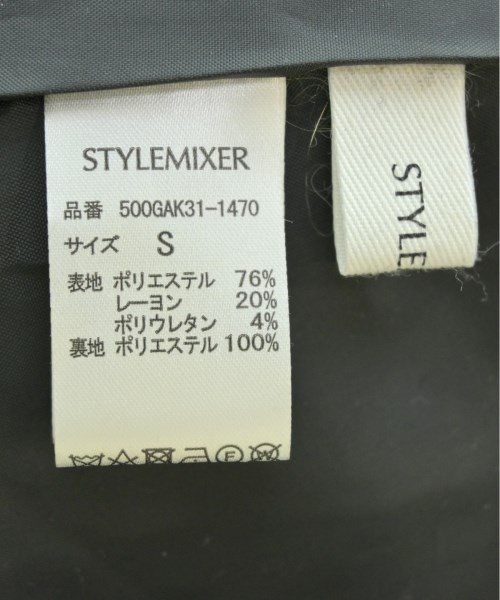 STYLEMIXER
品番 500GAK31-1470
サイズ S
表地 ポリエステル 76%
レーヨン 20%
ポリウレタン 4%
裏地 ポリエステル 100%
STYLE